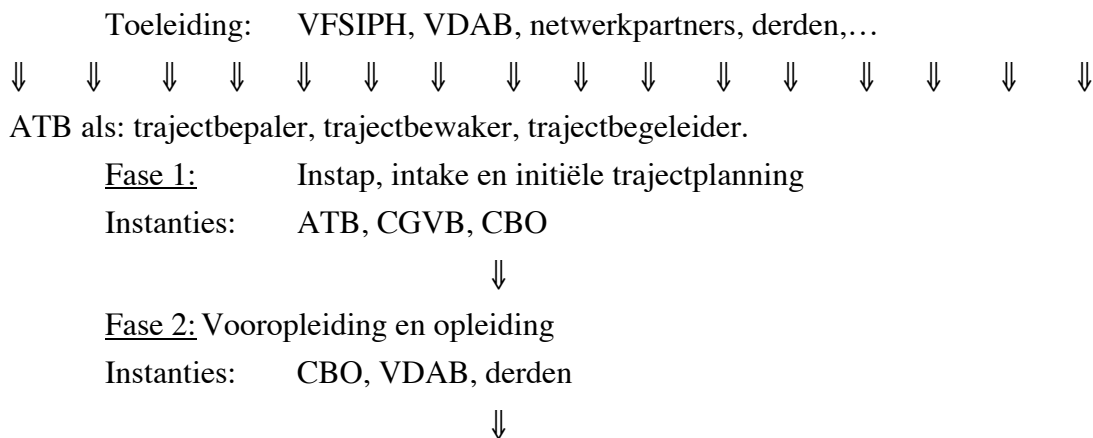 Toeleiding: VFSIPH, VDAB, netwerkpartners, derden,…
⇓ ⇓ ⇓ ⇓ ⇓ ⇓ ⇓ ⇓ ⇓ ⇓ ⇓ ⇓ ⇓ ⇓ ⇓
ATB als: trajectbepaler, trajectbewaker, trajectbegeleider.
Fase 1: Instap, intake en initiële trajectplanning
Instanties: ATB, CGVB, CBO
⇓
Fase 2: Vooropleiding en opleiding
Instanties: CBO, VDAB, derden
⇓